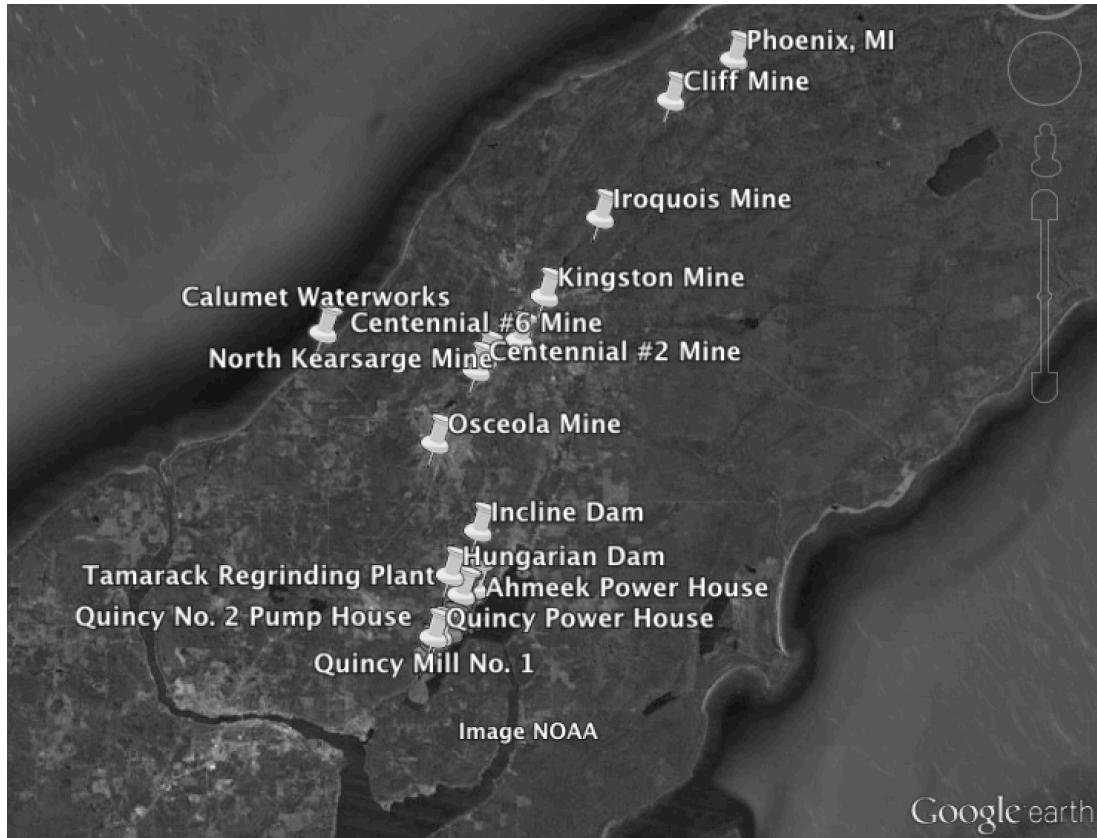 Phoenix, MI
Cliff Mine
Iroquois Mine
Kingston Mine
Calumet Waterworks
Centennial #6 Mine
Centennial #2 Mine
North Kearsarge Mine
Osceola Mine
Incline Dam
Hungarian Dam
Tamarack Regrinding Plant
Ahmeek Power House
Quincy No. 2 Pump House
Quincy Power House
Quincy Mill No. 1
Image NOAA
Google earth